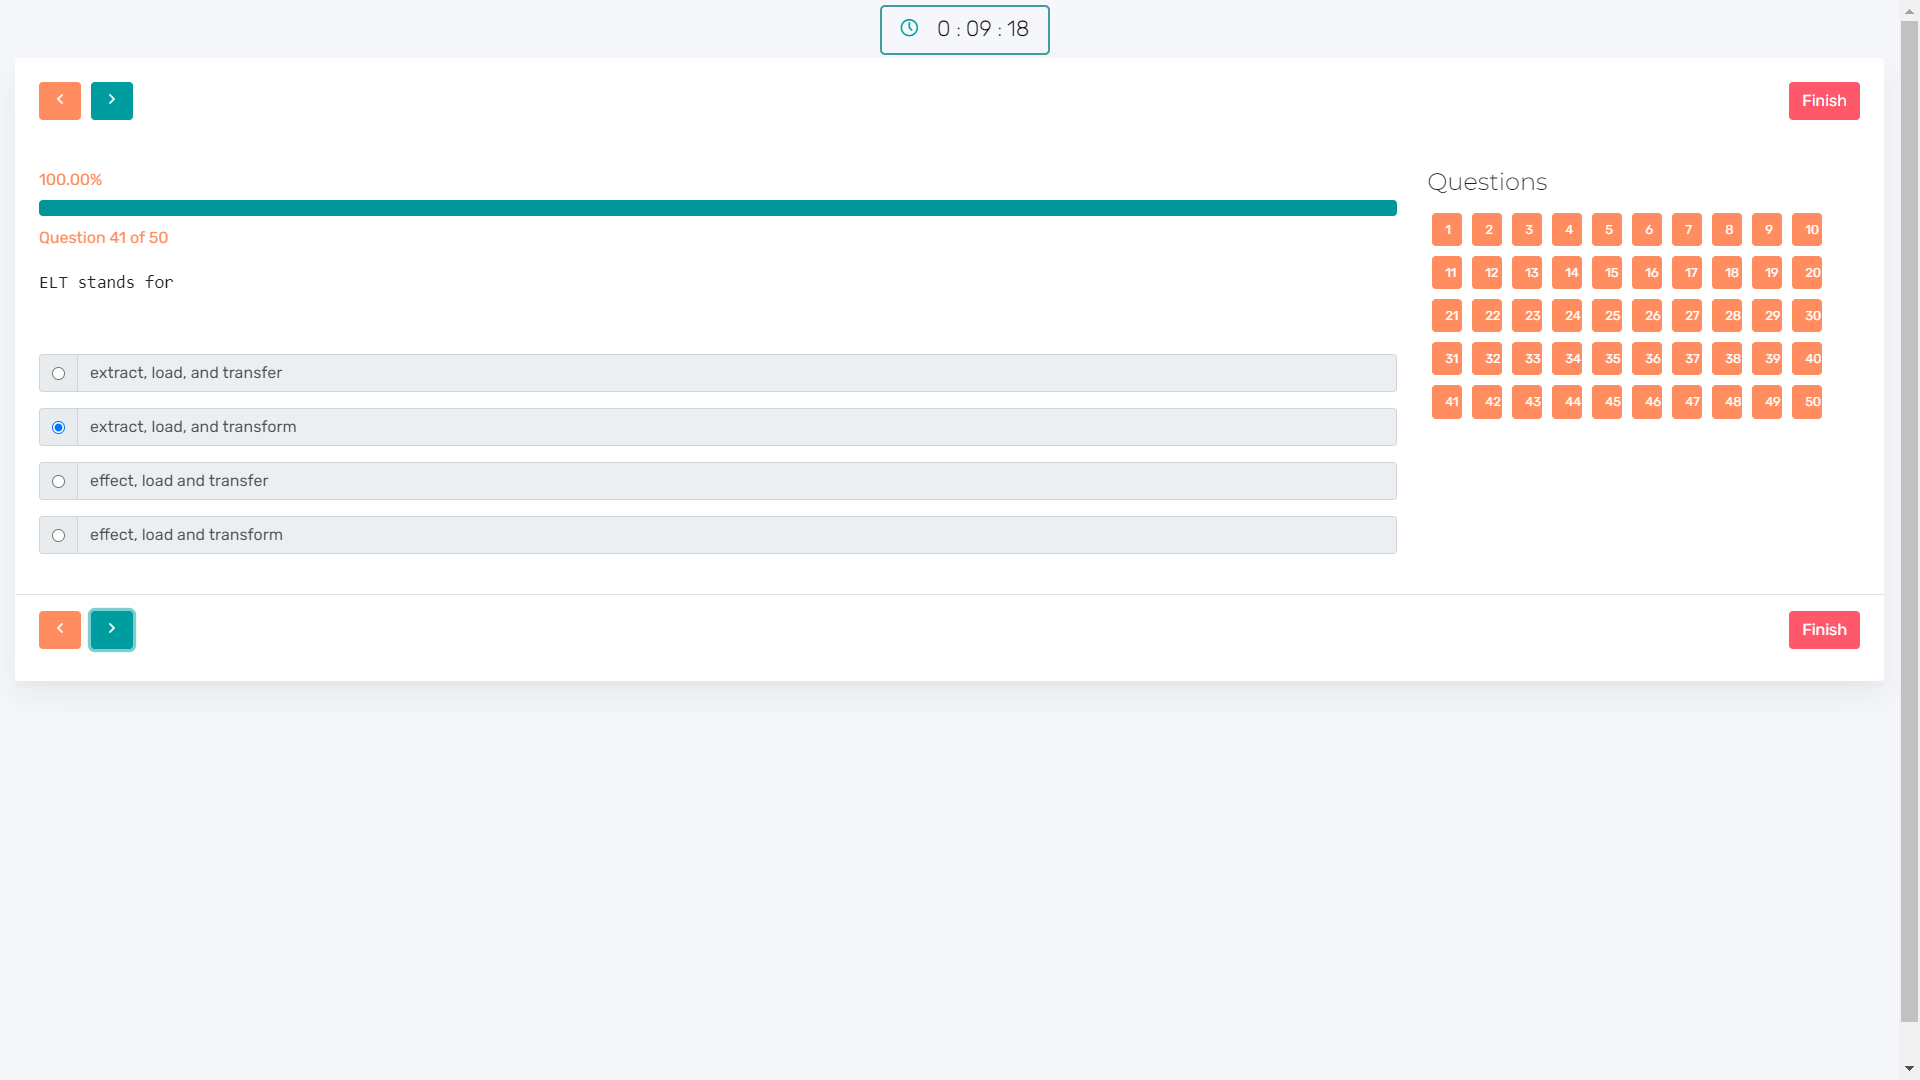 0 : 09 : 18
Finish
100.00%
Question 41 of 50
ELT stands for
extract, load, and transfer
extract, load, and transform
effect, load and transfer
effect, load and transform
Questions
1 2 3 4 5 6 7 8 9 10
11 12 13 14 15 16 17 18 19 20
21 22 23 24 25 26 27 28 29 30
31 32 33 34 35 36 37 38 39 40
41 42 43 44 45 46 47 48 49 50
Finish